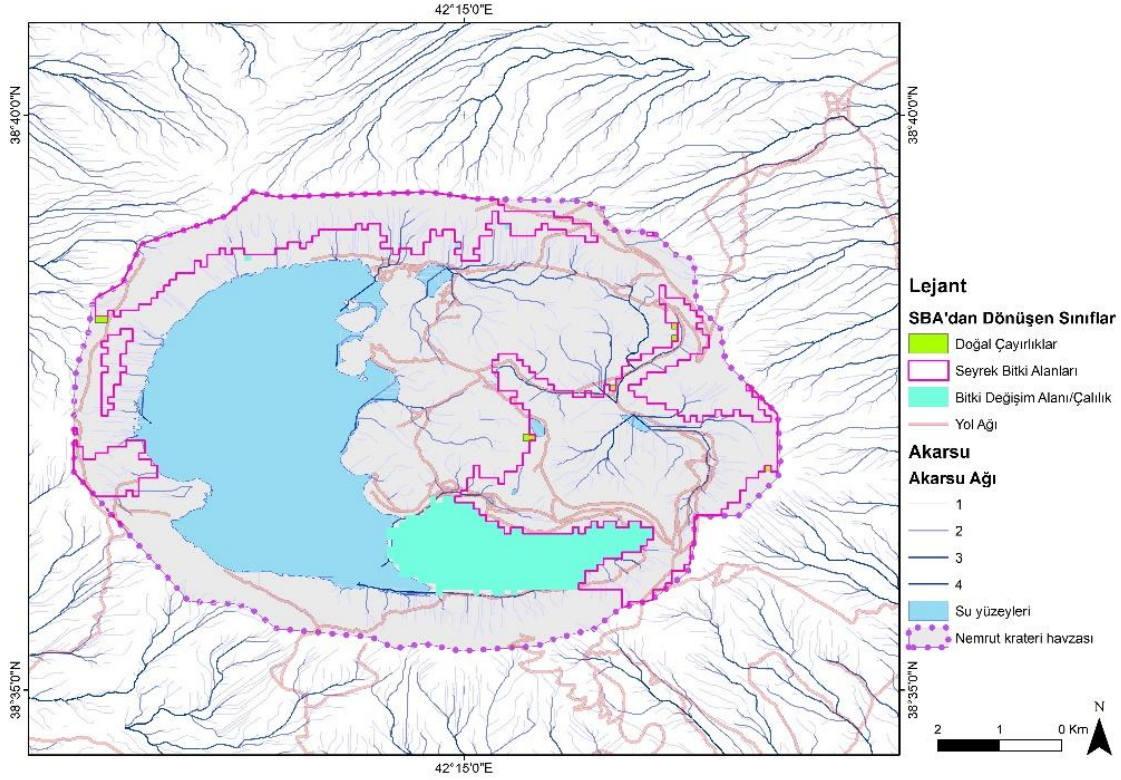 42°15'0"E
38°40'0"N
38°40'0"N
Lejant
SBA'dan Dönüşen Sınıflar
Doğal Çayırlıklar
Seyrek Bitki Alanları
Bitki Değişim Alanı/Çalılık
Yol Ağı
Akarsu
Akarsu Ağı
1
2
3
4
Su yüzeyleri
Nemrut krateri havzası
38°35'0"N
38°35'0"N
N
2 1 0 Km
42°15'0"E